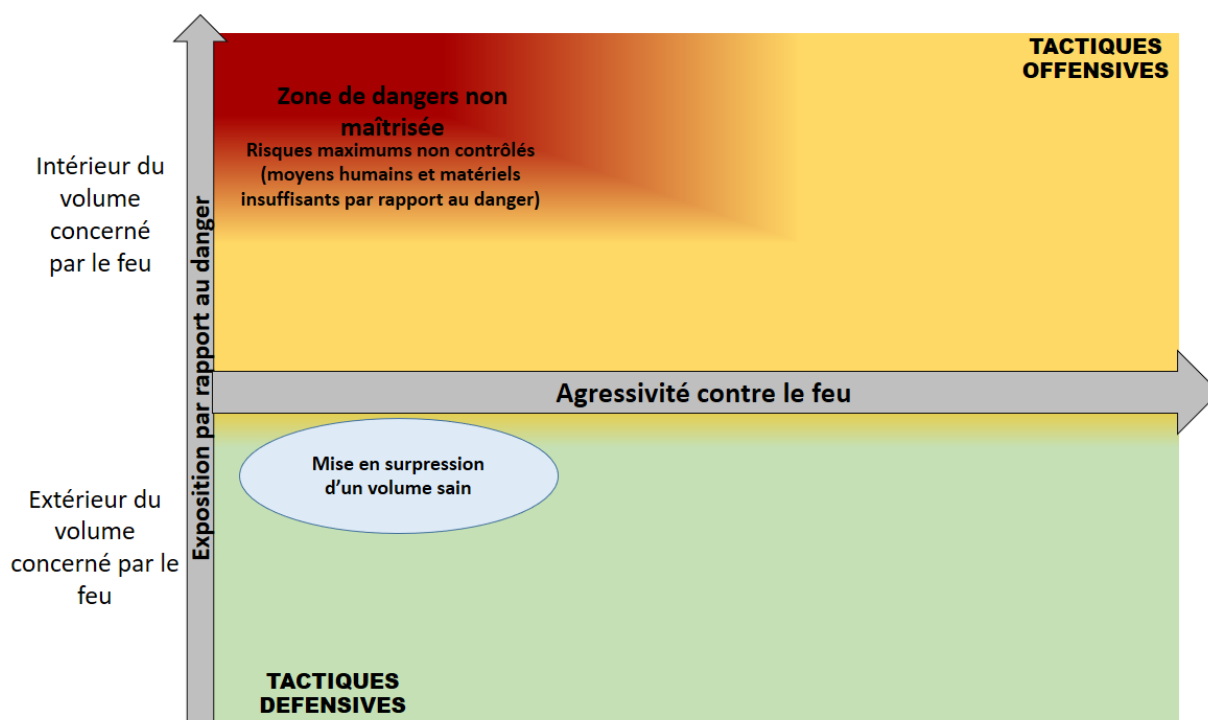 TACTIQUES
OFFENSIVES
Zone de dangers non
maîtrisée
Risques maximums non contrôlés
(moyens humains et matériels
insuffisants par rapport au danger)
Intérieur du
volume
concerné
par le feu
Exposition par rapport au danger
Agressivité contre le feu
Mise en surpression
d’un volume sain
Extérieur du
volume
concerné par le
feu
TACTIQUES
DEFENSIVES